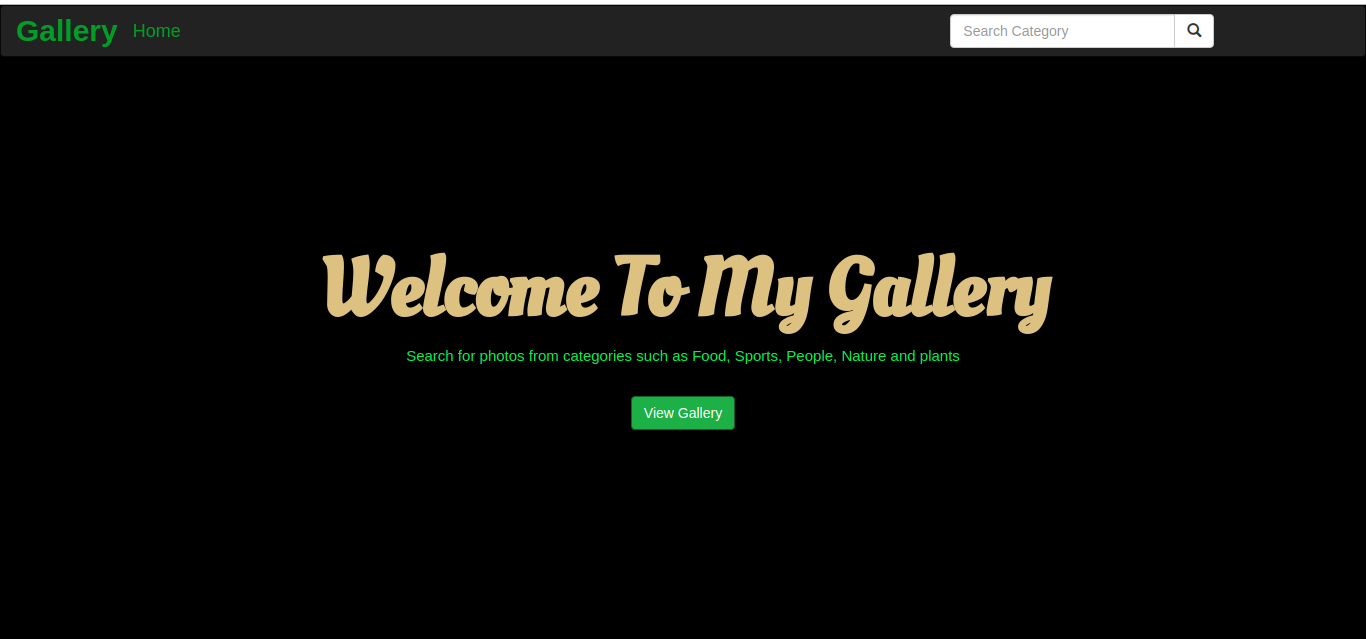 Gallery Home Search Category
Welcome To My Gallery
Search for photos from categories such as Food, Sports, People, Nature and plants
View Gallery